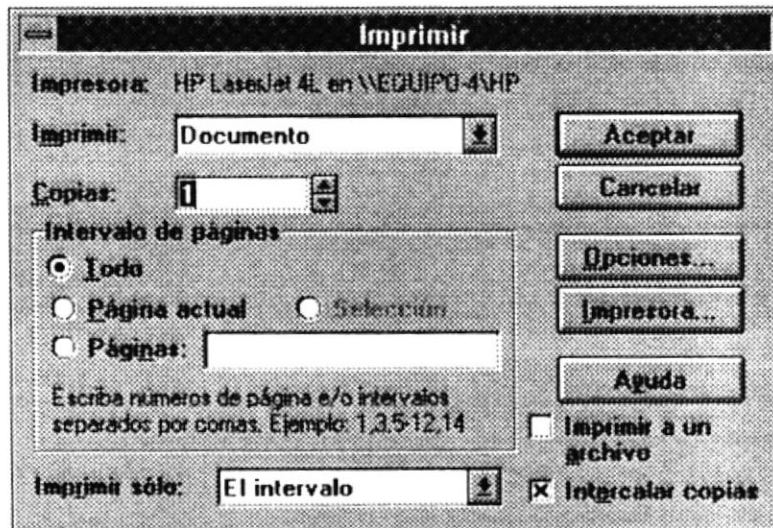 Imprimir
Impresora: HP LaserJet 4L en \\EQUIPO-4\HP
Imprimir: Documento
Aceptar
Copias: 1
Cancelar
Intervalo de páginas
Todo
Opciones...
Página actual Selección
Impresora...
Páginas:
Escriba números de página e/o intervalos
separados por comas. Ejemplo: 1,3,5-12,14
Ayuda
Imprimir a un
archivo
Imprimir sólo: El intervalo
Intercalar copias